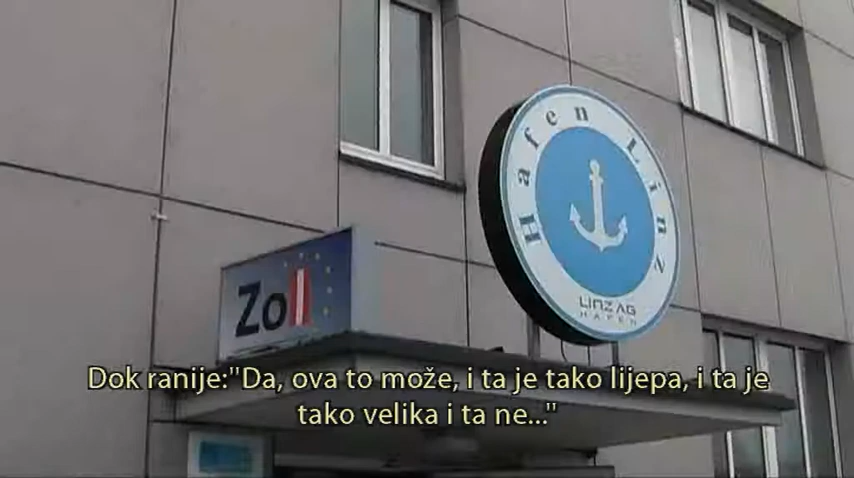 Hafen Linz
LINZ AG
HAFEN
Zoll
Dok ranije:"Da, ova to može, i ta je tako lijepa, i ta je
tako velika i ta ne..."